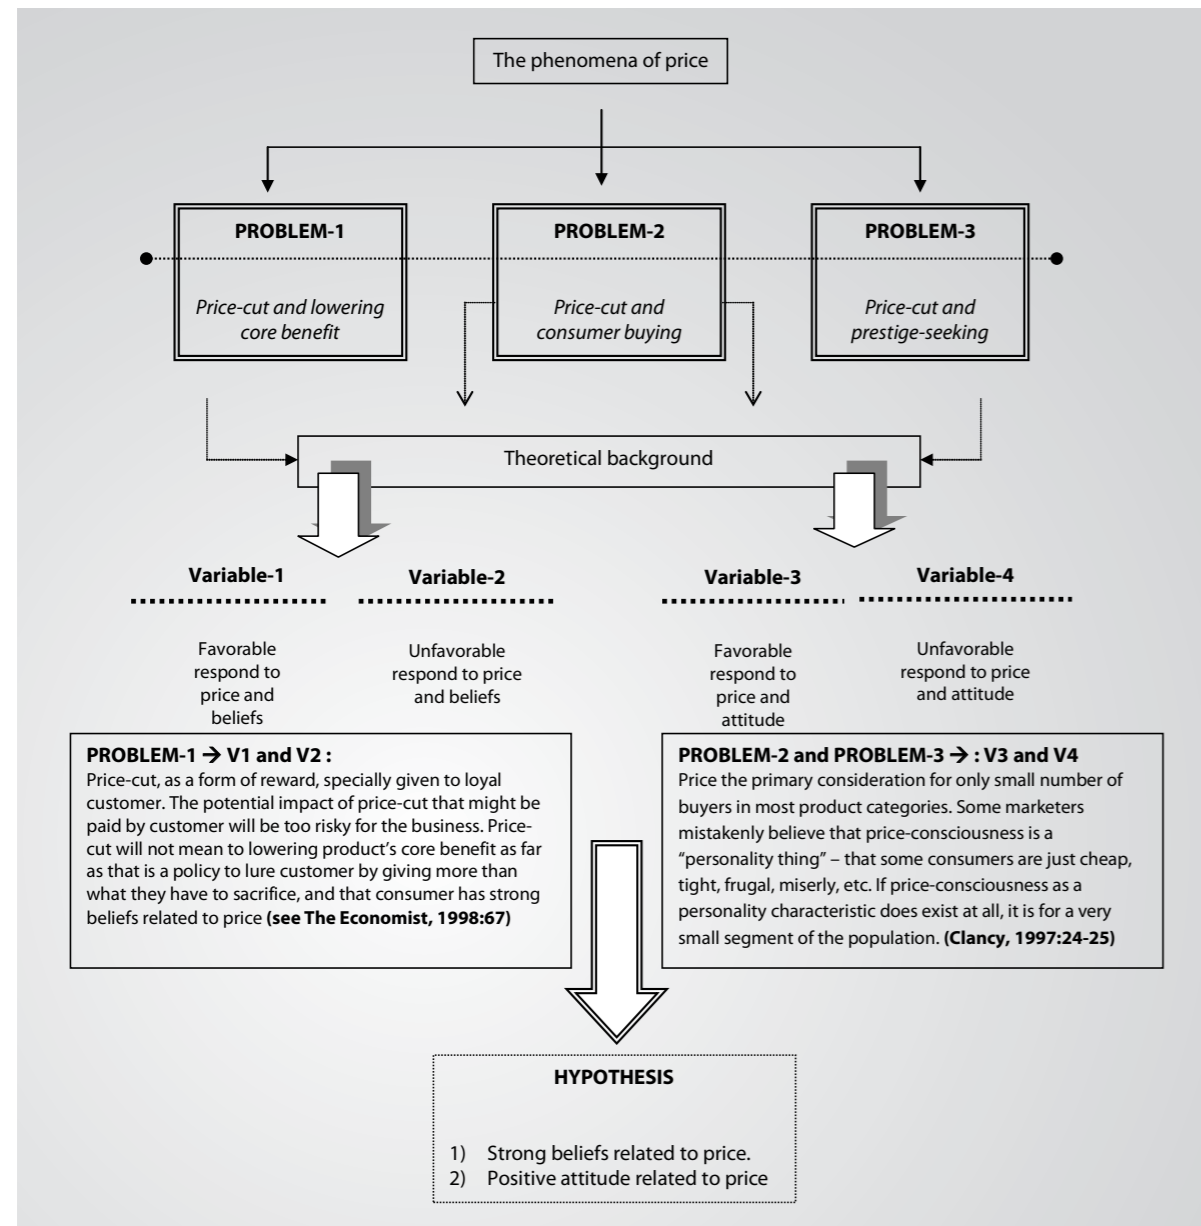 The phenomena of price
PROBLEM-1
Price-cut and lowering
core benefit
PROBLEM-2
Price-cut and
consumer buying
PROBLEM-3
Price-cut and
prestige-seeking
Theoretical background
Variable-1
Favorable
respond to
price and
beliefs
Variable-2
Unfavorable
respond to price
and beliefs
Variable-3
Favorable
respond to
price and
attitude
Variable-4
Unfavorable
respond to price
and attitude
PROBLEM-1 → V1 and V2 :
Price-cut, as a form of reward, specially given to loyal
customer. The potential impact of price-cut that might be
paid by customer will be too risky for the business. Price-
cut will not mean to lowering product's core benefit as far
as that is a policy to lure customer by giving more than
what they have to sacrifice, and that consumer has strong
beliefs related to price (see The Economist, 1998:67)
PROBLEM-2 and PROBLEM-3 → : V3 and V4
Price the primary consideration for only small number of
buyers in most product categories. Some marketers
mistakenly believe that price-consciousness is a
“personality thing” – that some consumers are just cheap,
tight, frugal, miserly, etc. If price-consciousness as a
personality characteristic does exist at all, it is for a very
small segment of the population. (Clancy, 1997:24-25)
HYPOTHESIS
1) Strong beliefs related to price.
2) Positive attitude related to price